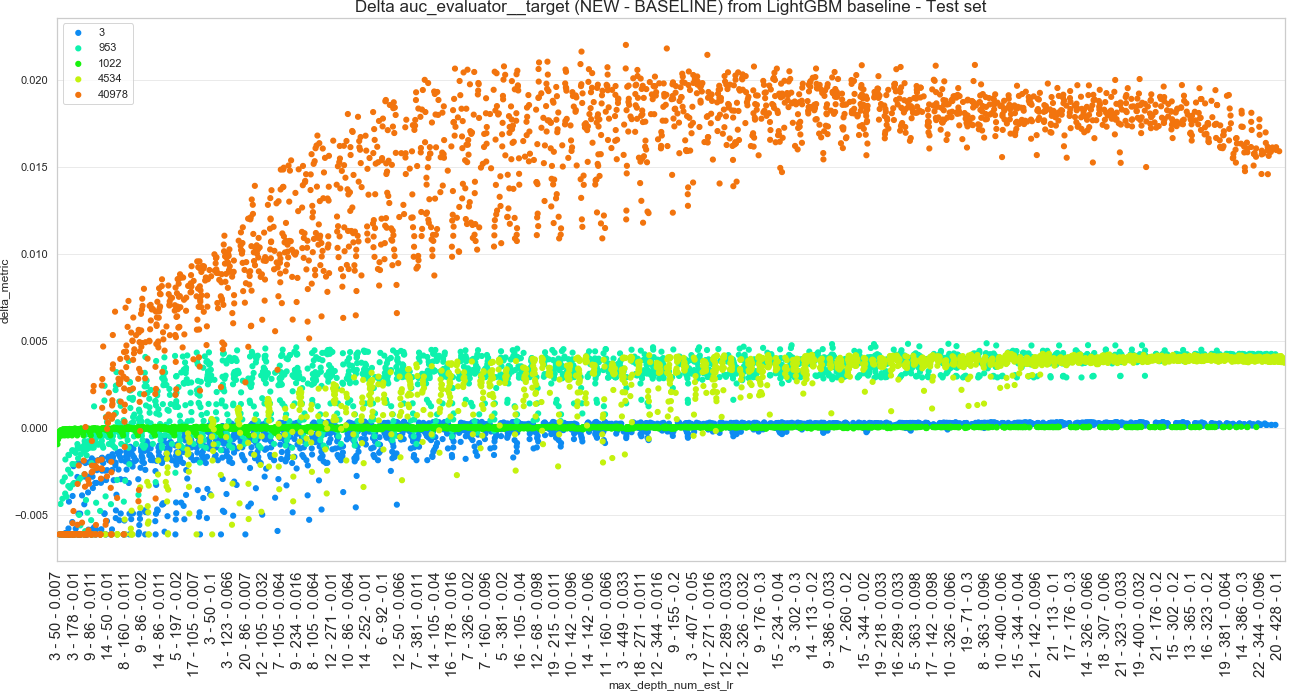 Delta auc_evaluator__target (NEW - BASELINE) from LightGBM baseline - Test set
3
953
1022
4534
40978
0.020
0.015
0.010
0.005
0.000
−0.005
delta_metric
3 - 50 - 0.007
3 - 178 - 0.01
9 - 86 - 0.011
14 - 50 - 0.01
8 - 160 - 0.011
9 - 86 - 0.02
14 - 86 - 0.011
5 - 197 - 0.02
17 - 105 - 0.007
3 - 50 - 0.1
3 - 123 - 0.066
20 - 86 - 0.007
12 - 105 - 0.032
7 - 105 - 0.064
9 - 234 - 0.016
8 - 105 - 0.064
12 - 271 - 0.01
10 - 86 - 0.064
14 - 252 - 0.01
6 - 92 - 0.1
12 - 50 - 0.066
7 - 381 - 0.011
14 - 105 - 0.04
16 - 178 - 0.016
7 - 326 - 0.02
7 - 160 - 0.096
5 - 381 - 0.02
16 - 105 - 0.04
12 - 68 - 0.098
19 - 215 - 0.011
10 - 142 - 0.096
14 - 142 - 0.06
11 - 160 - 0.066
3 - 449 - 0.033
18 - 271 - 0.011
12 - 344 - 0.016
9 - 155 - 0.2
3 - 407 - 0.05
17 - 271 - 0.016
12 - 289 - 0.033
12 - 326 - 0.032
9 - 176 - 0.3
15 - 234 - 0.04
3 - 302 - 0.3
14 - 113 - 0.2
9 - 386 - 0.033
7 - 260 - 0.2
15 - 344 - 0.02
19 - 218 - 0.033
16 - 289 - 0.033
5 - 363 - 0.098
17 - 142 - 0.098
10 - 326 - 0.066
19 - 71 - 0.3
8 - 363 - 0.096
10 - 400 - 0.06
15 - 344 - 0.04
21 - 142 - 0.096
21 - 113 - 0.1
17 - 176 - 0.3
14 - 326 - 0.066
18 - 307 - 0.06
21 - 323 - 0.033
19 - 400 - 0.032
21 - 176 - 0.2
15 - 302 - 0.2
13 - 365 - 0.1
16 - 323 - 0.2
19 - 381 - 0.064
14 - 386 - 0.3
22 - 344 - 0.096
20 - 428 - 0.1
max_depth_num_est_lr